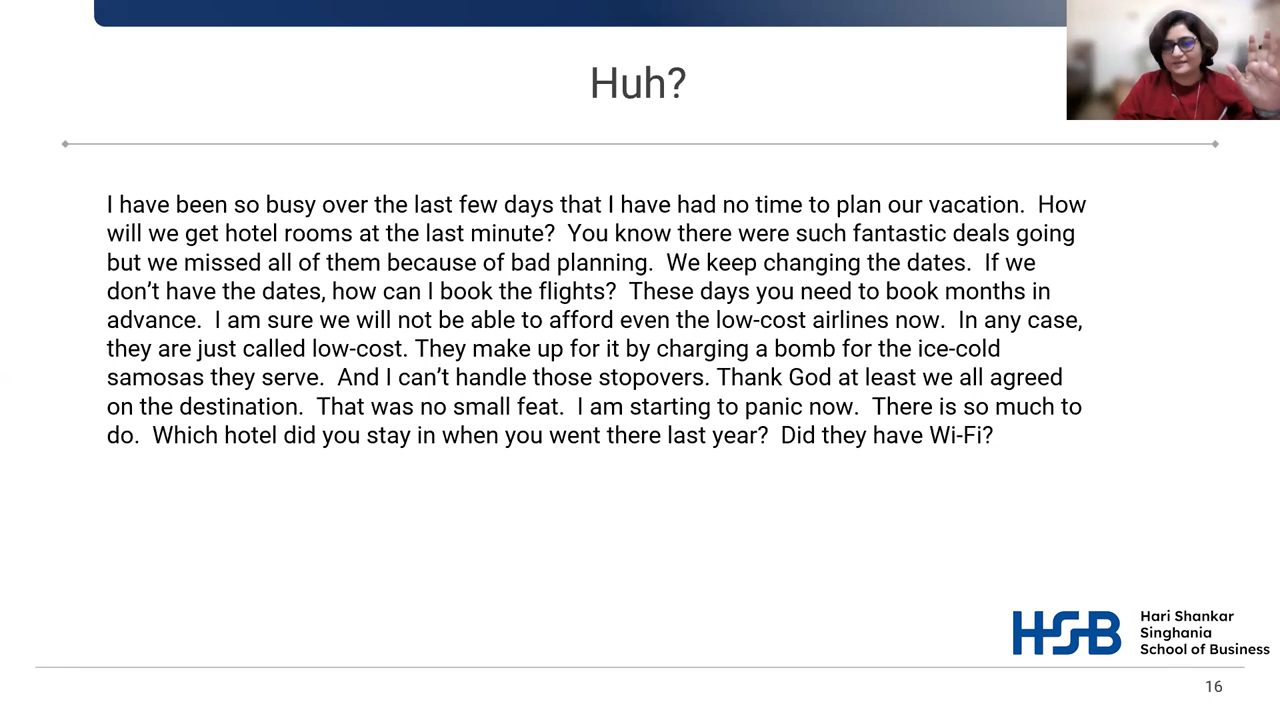 Huh?
I have been so busy over the last few days that I have had no time to plan our vacation.  How
will we get hotel rooms at the last minute?  You know there were such fantastic deals going
but we missed all of them because of bad planning.  We keep changing the dates.  If we
don’t have the dates, how can I book the flights?  These days you need to book months in
advance.  I am sure we will not be able to afford even the low-cost airlines now.  In any case,
they are just called low-cost. They make up for it by charging a bomb for the ice-cold
samosas they serve.  And I can’t handle those stopovers. Thank God at least we all agreed
on the destination.  That was no small feat.  I am starting to panic now.  There is so much to
do.  Which hotel did you stay in when you went there last year?  Did they have Wi-Fi?
HSB
Hari Shankar
Singhania
School of Business
16